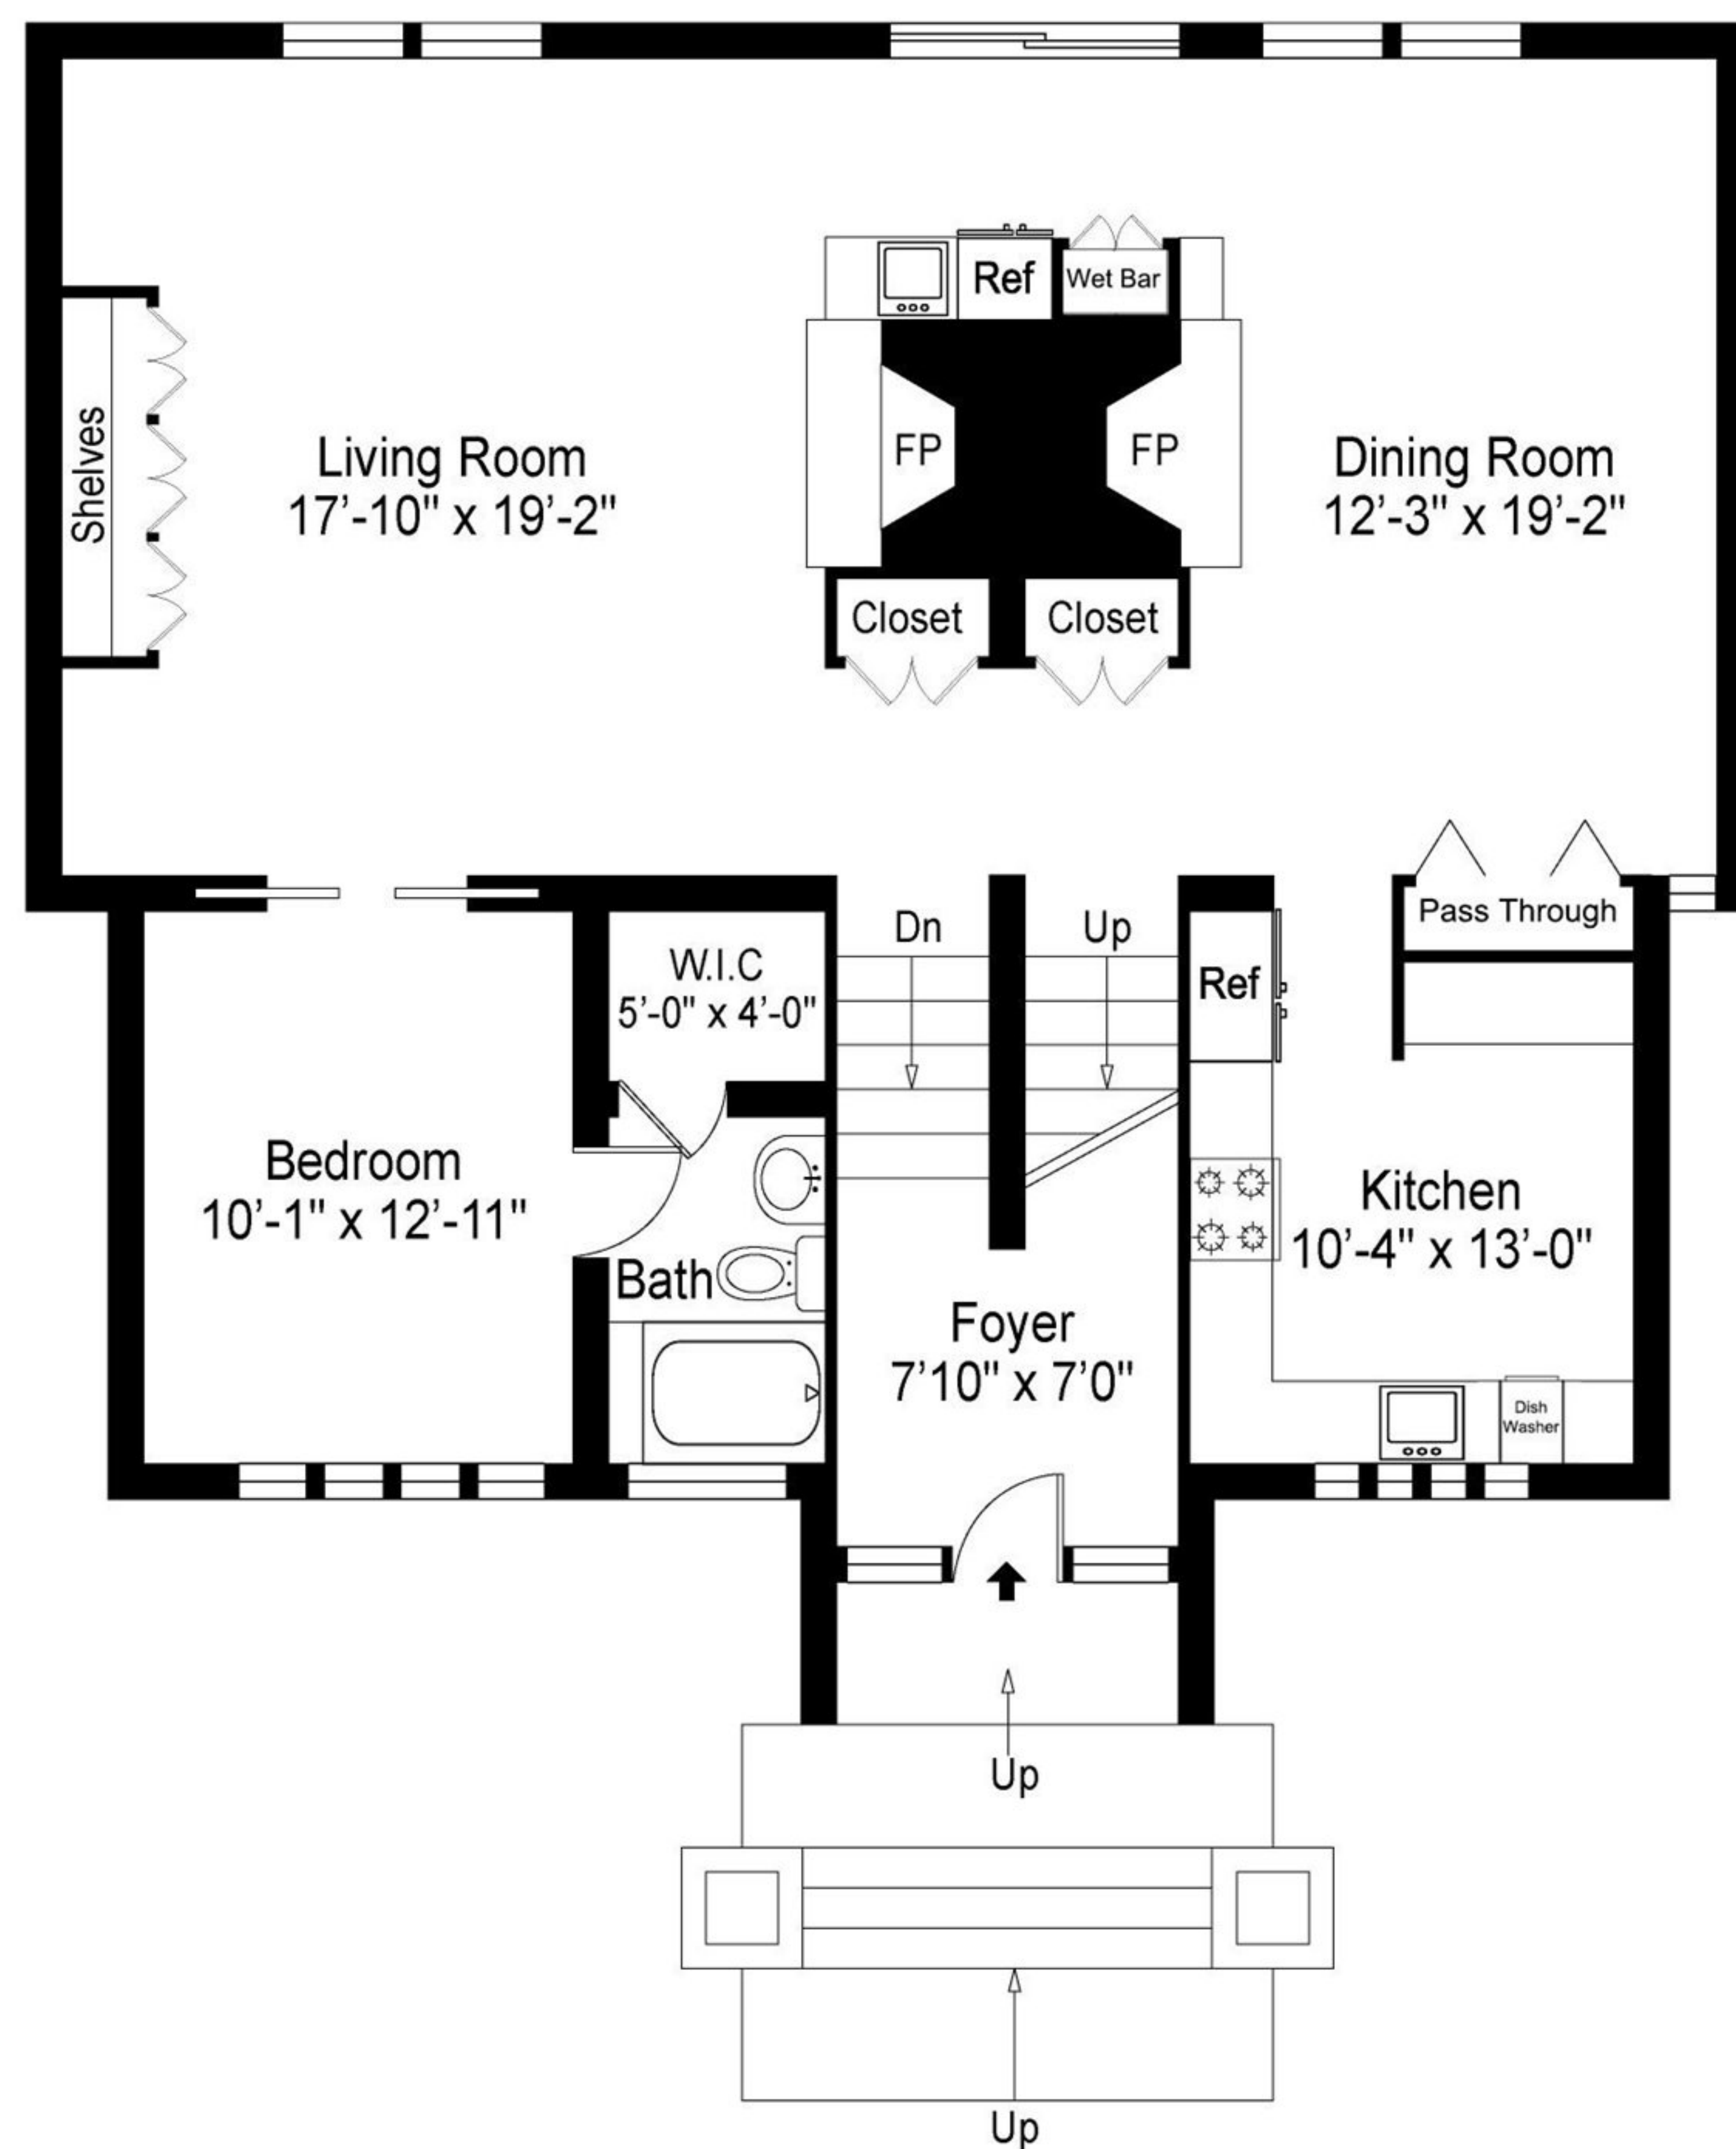 Ref
Wet Bar
Shelves
Living Room
17'-10" x 19'-2"
FP
FP
Dining Room
12'-3" x 19'-2"
Closet
Closet
Pass Through
Dn
Up
W.I.C
5'-0" x 4'-0"
Ref
Bedroom
10'-1" x 12'-11"
Kitchen
10'-4" x 13'-0"
Bath
Foyer
7'10" x 7'0"
Dish
Washer
Up
Up